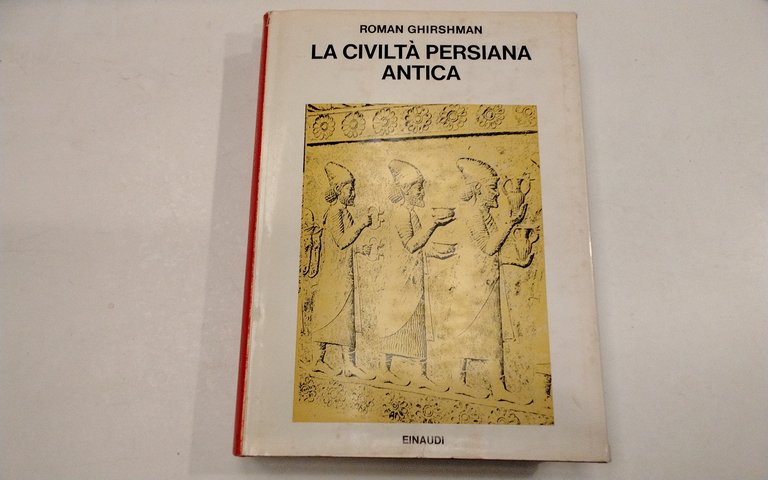 ROMAN GHIRSHMAN
LA CIVILTÀ PERSIANA
ANTICA
EINAUDI